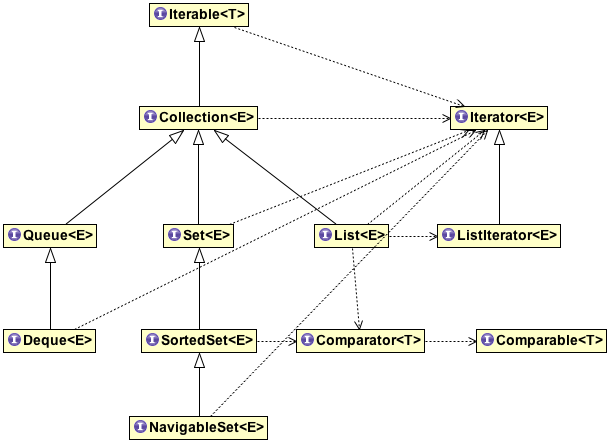 Iterable<T>
Collection<E>
Iterator<E>
Queue<E>
Set<E>
List<E>
ListIterator<E>
Deque<E>
SortedSet<E>
Comparator<T>
Comparable<T>
NavigableSet<E>